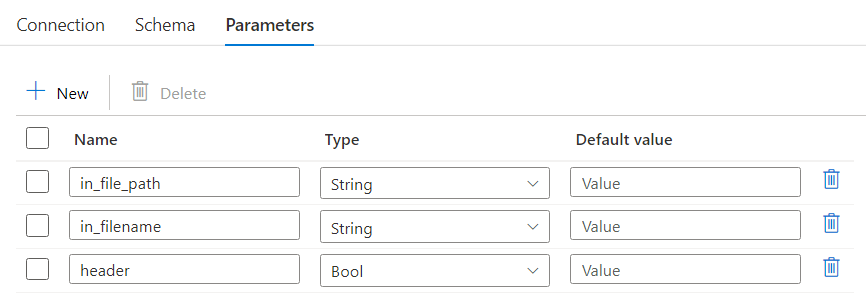 Connection Schema Parameters
New Delete
Name Type Default value
in_file_path String Value
in_filename String Value
header Bool Value